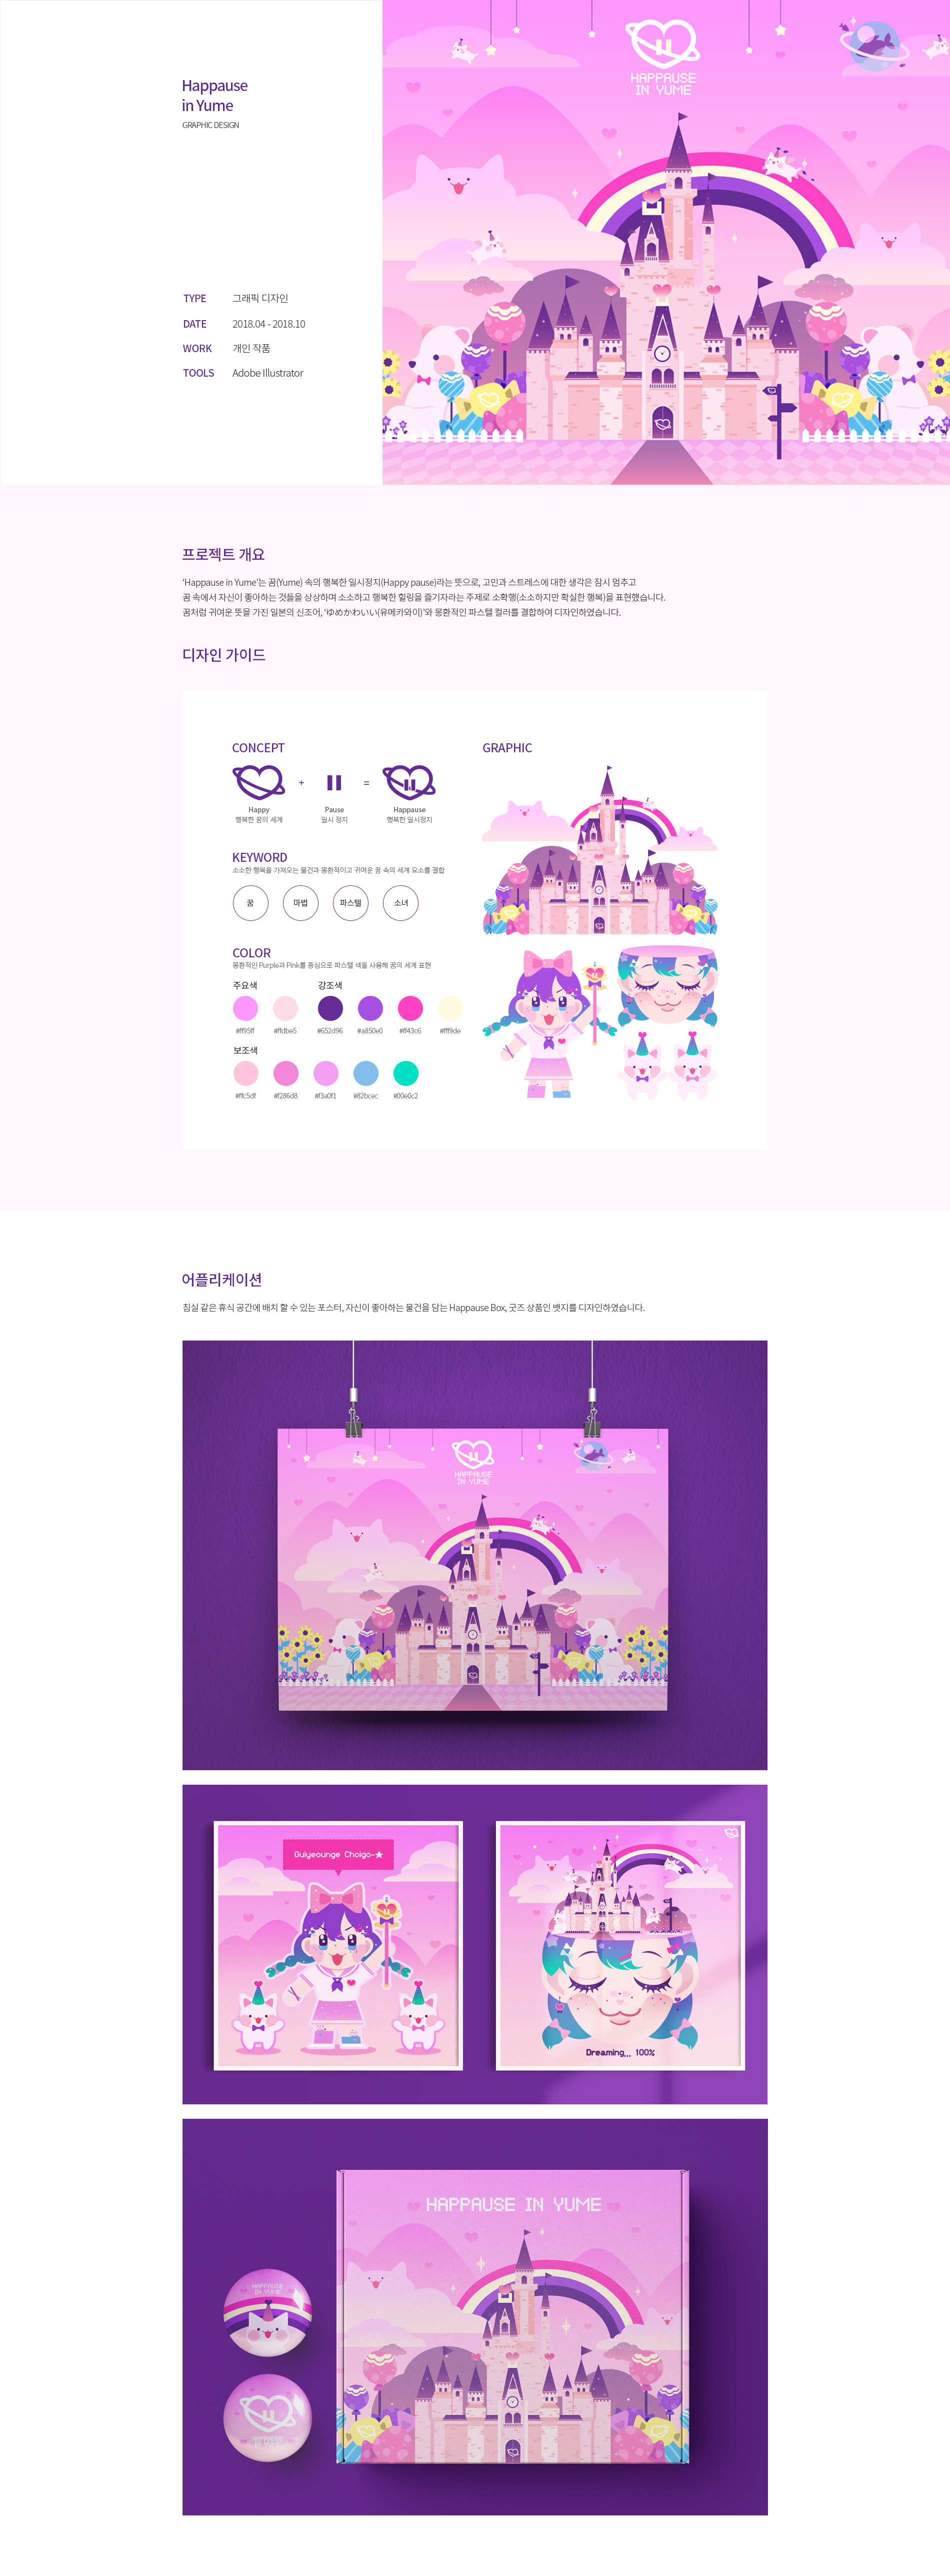 Happause
in Yume
GRAPHIC DESIGN
TYPE 그래픽 디자인
DATE 2018.04 - 2018.10
WORK 개인 작품
TOOLS Adobe Illustrator
HAPPAUSE
IN YUME
프로젝트 개요
‘Happause in Yume’는 꿈(Yume) 속의 행복한 일시정지(Happy pause)라는 뜻으로, 고민과 스트레스에 대한 생각은 잠시 멈추고
꿈 속에서 자신이 좋아하는 것들을 상상하며 소소하고 행복한 힐링을 즐기자라는 주제로 소확행(소소하지만 확실한 행복)을 표현했습니다.
꿈처럼 귀여운 뜻을 가진 일본의 신조어, ‘ゆめかわいい(유메카와이)’와 몽환적인 파스텔 컬러를 결합하여 디자인하였습니다.
디자인 가이드
CONCEPT
+ =
Happy Pause Happause
행복한 꿈의 세계 일시 정지 행복한 일시정지
KEYWORD
소소한 행복을 가져오는 물건과 몽환적이고 귀여운 꿈 속의 세계 요소를 결합
꿈 마법 파스텔 소녀
COLOR
몽환적인 Purple과 Pink를 중심으로 파스텔 색을 사용해 꿈의 세계 표현
주요색 강조색
#ff95ff #ffdbe5 #652d96 #a850e0 #ff43c6 #fff9de
보조색
#ffc5df #f286d8 #f3a0f1 #82bcec #00e0c2
GRAPHIC
어플리케이션
침실 같은 휴식 공간에 배치 할 수 있는 포스터, 자신이 좋아하는 물건을 담는 Happause Box, 굿즈 상품인 뱃지를 디자인하였습니다.
HAPPAUSE
IN YUME
Guiyeounge Choigo-★
Dreaming,,, 100%
HAPPAUSE IN YUME
HAPPAUSE
IN YUME